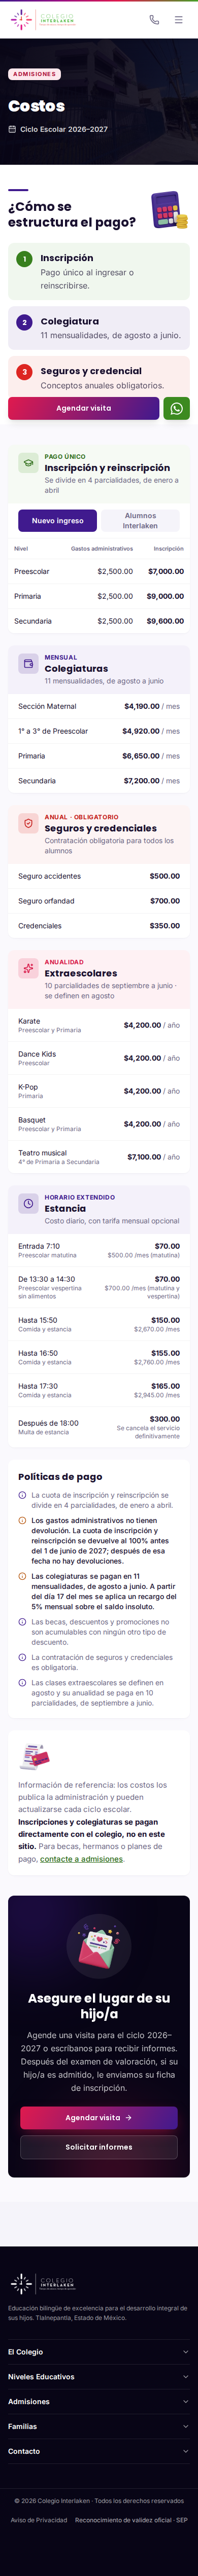 COLEGIO
INTERLAKEN
ADMISIONES
Costos
Ciclo Escolar 2026–2027
¿Cómo se
estructura el pago?
1
Inscripción
Pago único al ingresar o
reinscribirse.
2
Colegiatura
11 mensualidades, de agosto a junio.
3
Seguros y credencial
Conceptos anuales obligatorios.
Agendar visita
PAGO ÚNICO
Inscripción y reinscripción
Se divide en 4 parcialidades, de enero a
abril
Nuevo ingreso
Alumnos
Interlaken
Nivel Gastos administrativos Inscripción
Preescolar $2,500.00 $7,000.00
Primaria $2,500.00 $9,000.00
Secundaria $2,500.00 $9,600.00
MENSUAL
Colegiaturas
11 mensualidades, de agosto a junio
Sección Maternal $4,190.00 / mes
1° a 3° de Preescolar $4,920.00 / mes
Primaria $6,650.00 / mes
Secundaria $7,200.00 / mes
ANUAL · OBLIGATORIO
Seguros y credenciales
Contratación obligatoria para todos los
alumnos
Seguro accidentes $500.00
Seguro orfandad $700.00
Credenciales $350.00
ANUALIDAD
Extraescolares
10 parcialidades de septiembre a junio ·
se definen en agosto
Karate $4,200.00 / año
Preescolar y Primaria
Dance Kids $4,200.00 / año
Preescolar
K-Pop $4,200.00 / año
Primaria
Basquet $4,200.00 / año
Preescolar y Primaria
Teatro musical $7,100.00 / año
4° de Primaria a Secundaria
HORARIO EXTENDIDO
Estancia
Costo diario, con tarifa mensual opcional
Entrada 7:10 $70.00
Preescolar matutina $500.00 /mes (matutina)
De 13:30 a 14:30 $70.00
Preescolar vespertina $700.00 /mes (matutina y
sin alimentos vespertina)
Hasta 15:50 $150.00
Comida y estancia $2,670.00 /mes
Hasta 16:50 $155.00
Comida y estancia $2,760.00 /mes
Hasta 17:30 $165.00
Comida y estancia $2,945.00 /mes
Después de 18:00 $300.00
Multa de estancia Se cancela el servicio
definitivamente
Políticas de pago
La cuota de inscripción y reinscripción se
divide en 4 parcialidades, de enero a abril.
Los gastos administrativos no tienen
devolución. La cuota de inscripción y
reinscripción se devuelve al 100% antes
del 1 de junio de 2027; después de esa
fecha no hay devoluciones.
Las colegiaturas se pagan en 11
mensualidades, de agosto a junio. A partir
del día 17 del mes se aplica un recargo del
5% mensual sobre el saldo insoluto.
Las becas, descuentos y promociones no
son acumulables con ningún otro tipo de
descuento.
La contratación de seguros y credenciales
es obligatoria.
Las clases extraescolares se definen en
agosto y su anualidad se paga en 10
parcialidades, de septiembre a junio.
Información de referencia: los costos los
publica la administración y pueden
actualizarse cada ciclo escolar.
Inscripciones y colegiaturas se pagan
directamente con el colegio, no en este
sitio. Para becas, hermanos o planes de
pago, contacte a admisiones.
Asegure el lugar de su
hijo/a
Agende una visita para el ciclo 2026–
2027 o escríbanos para recibir informes.
Después del examen de valoración, si su
hijo/a es admitido, le enviamos su ficha
de inscripción.
Agendar visita
Solicitar informes
COLEGIO
INTERLAKEN
Educación bilingüe de excelencia para el desarrollo integral de
sus hijos. Tlalnepantla, Estado de México.
El Colegio
Niveles Educativos
Admisiones
Familias
Contacto
© 2026 Colegio Interlaken · Todos los derechos reservados
Aviso de Privacidad Reconocimiento de validez oficial · SEP